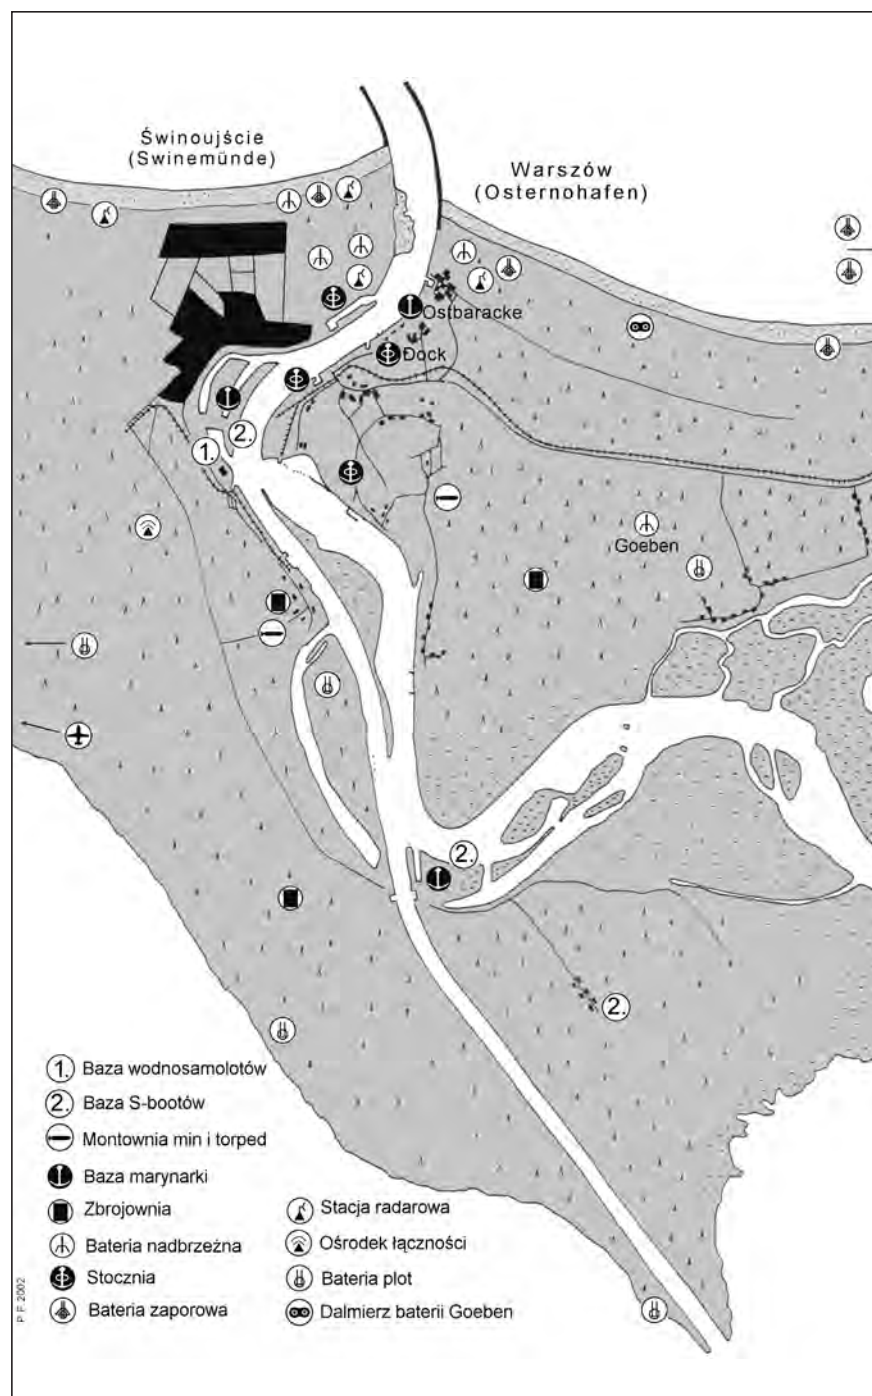 Świnoujście
(Swinemünde)
Warszów
(Osternohafen)
Ostbaracke
Dock
2.
1.
Goeben
2.
2.
1. Baza wodnosamolotów
2. Baza S-bootów
Montownia min i torped
Baza marynarki
Zbrojownia
Bateria nadbrzeżna
Stocznia
Bateria zaporowa
Stacja radarowa
Ośrodek łączności
Bateria plot
Dalmierz baterii Goeben
P F 2002